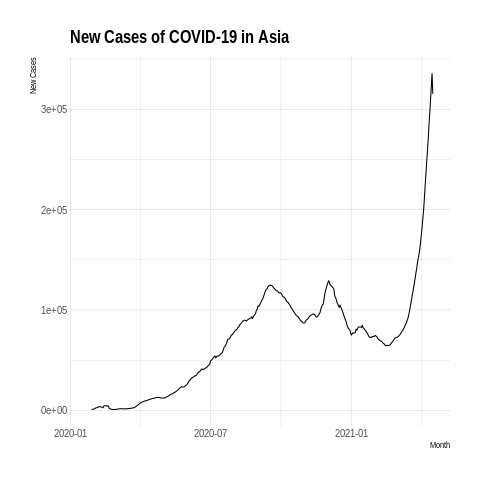 New Cases of COVID-19 in Asia
New Cases
3e+05
2e+05
1e+05
0e+00
2020-01
2020-07
2021-01
Month